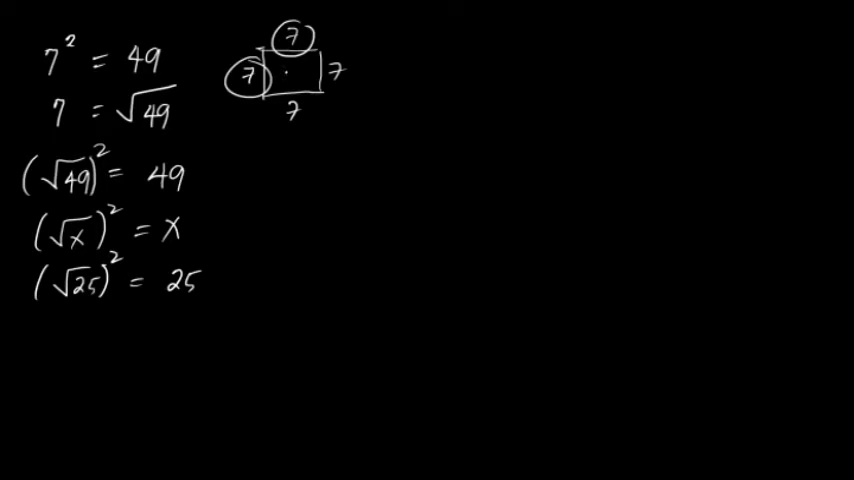 7² = 49
7 = √49
(√49)² = 49
(√x)² = x
(√25)² = 25
7
7 7
7